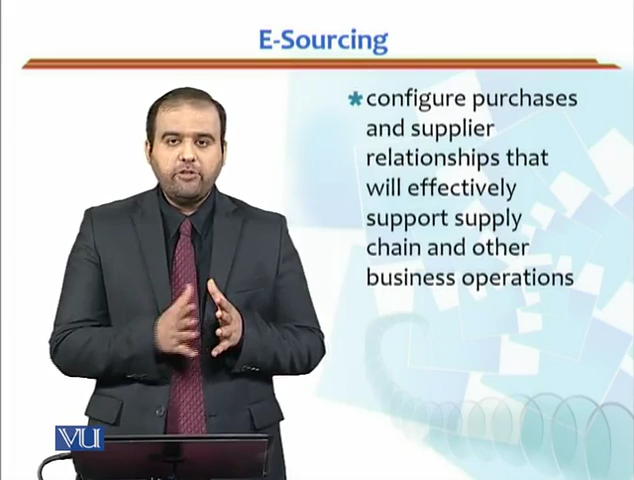 E-Sourcing
*configure purchases
and supplier
relationships that
will effectively
support supply
chain and other
business operations
VU